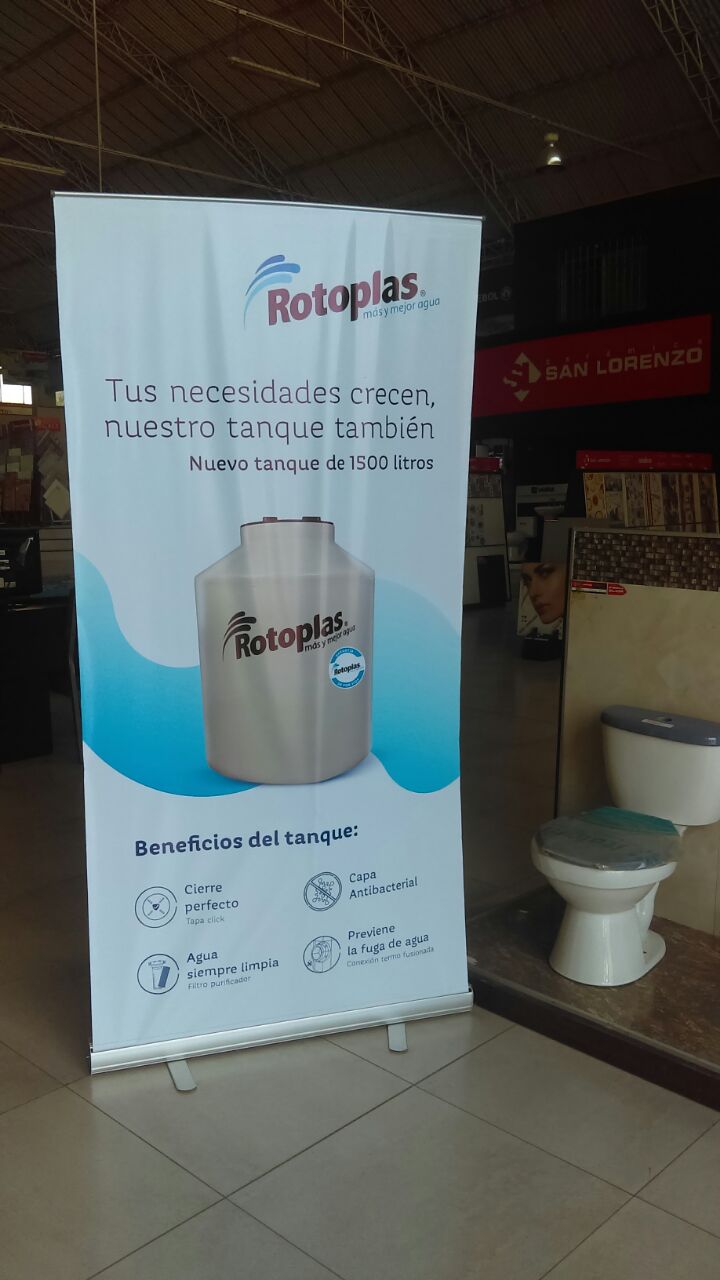 Rotoplas®
más y mejor agua
Tus necesidades crecen,
nuestro tanque también
Nuevo tanque de 1500 litros
Rotoplas®
más y mejor agua
Rotoplas
Beneficios del tanque:
Cierre
perfecto
Tapa click
Capa
Antibacterial
Agua
siempre limpia
Filtro purificador
Previene
la fuga de agua
Conexión termo fusionada
cerámica
SAN LORENZO